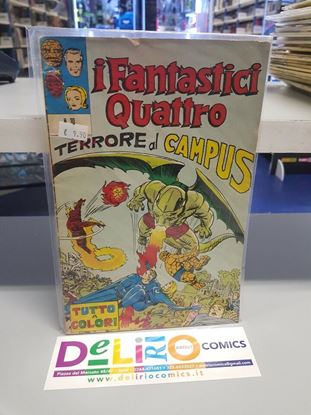 i Fantastici
Quattro
€ 9,90
TERRORE al CAMPUS
TUTTO A
COLORI
DELIRIO COMICS
www.deliriocomics.it